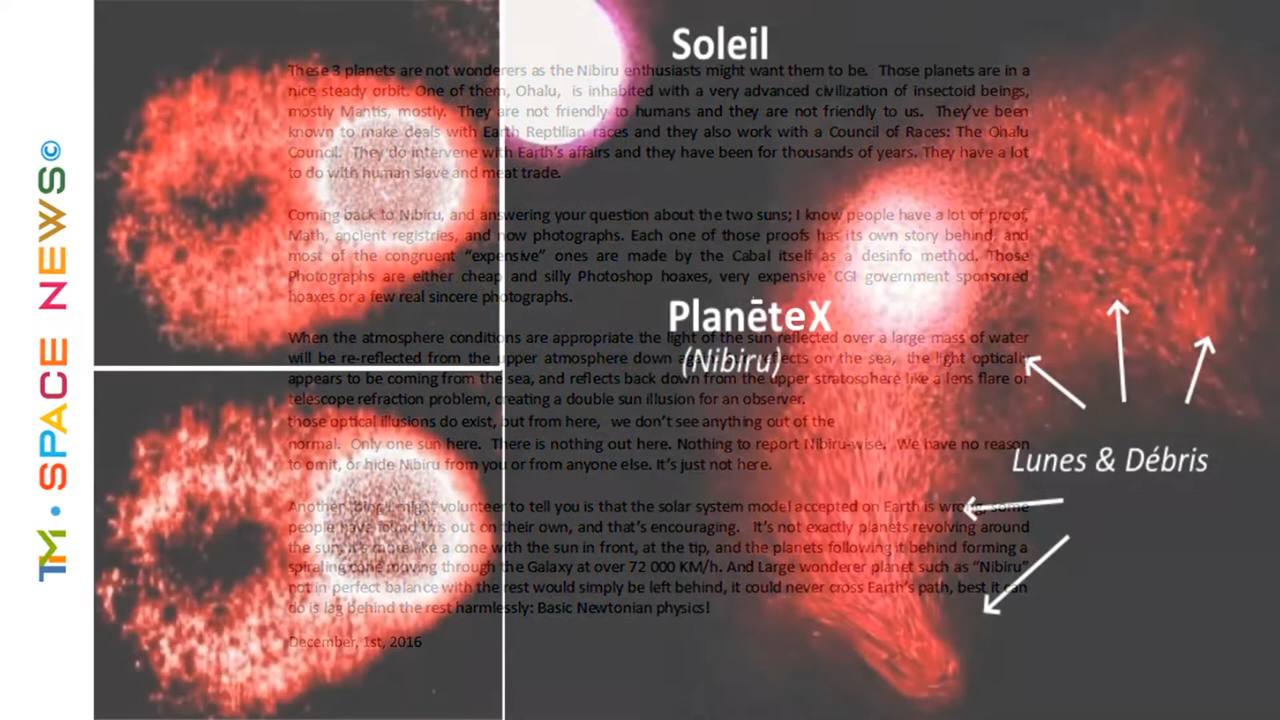 TM • SPACE NEWS©
Soleil
These 3 planets are not wonderers as the Nibiru enthusiasts might want them to be. Those planets are in a
nice steady orbit. One of them, Ohalu, is inhabited with a very advanced civilization of insectoid beings,
mostly Mantis, mostly. They are not friendly to humans and they are not friendly to us. They've been
known to make deals with Earth Reptilian races and they also work with a Council of Races: The Ohalu
Council. They do intervene with Earth's affairs and they have been for thousands of years. They have a lot
to do with human slave and meat trade.
Coming back to Nibiru, and answering your question about the two suns; I know people have a lot of proof,
Math, ancient registries, and now photographs. Each one of those proofs has its own story behind, and
most of the congruent “expensive” ones are made by the Cabal itself as a desinfo method. Those
Photographs are either cheap and silly Photoshop hoaxes, very expensive CGI government sponsored
hoaxes or a few real sincere photographs.
Planēte X
(Nibiru)
When the atmosphere conditions are appropriate the light of the sun reflected over a large mass of water
will be re-reflected from the upper atmosphere down reflects on the sea, the light optically
appears to be coming from the sea, and reflects back down from the upper stratosphere like a lens flare or
telescope refraction problem, creating a double sun illusion for an observer.
those optical illusions do exist, but from here, we don't see anything out of the
normal. Only one sun here. There is nothing out here. Nothing to report Nibiru-wise. We have no reason
to omit, or hide Nibiru from you or from anyone else. It's just not here.
Lunes & Débris
Another thing I might volunteer to tell you is that the solar system model accepted on Earth is wrong, some
people have found this out on their own, and that's encouraging. It's not exactly planets revolving around
the sun, it's more like a cone with the sun in front, at the tip, and the planets following it behind forming a
spiraling cone moving through the Galaxy at over 72 000 KM/h. And Large wonderer planet such as “Nibiru”
not in perfect balance with the rest would simply be left behind, it could never cross Earth's path, best it can
do is lag behind the rest harmlessly: Basic Newtonian physics!
December, 1st, 2016